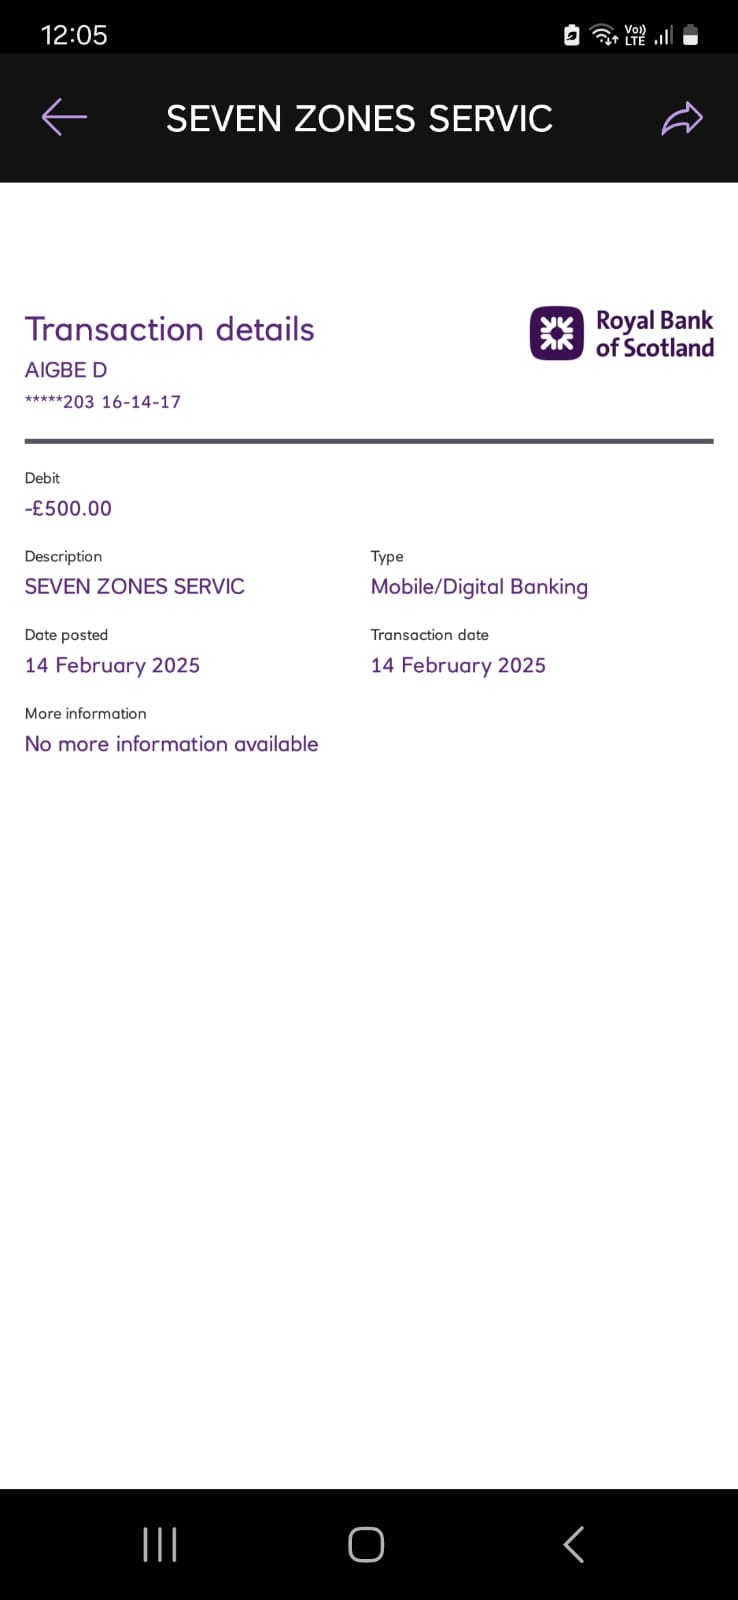 12:05
Vo)) LTE
SEVEN ZONES SERVIC
Transaction details
Royal Bank
of Scotland
AIGBE D
*****203 16-14-17
Debit
-£500.00
Description
Type
SEVEN ZONES SERVIC
Mobile/Digital Banking
Date posted
Transaction date
14 February 2025
14 February 2025
More information
No more information available